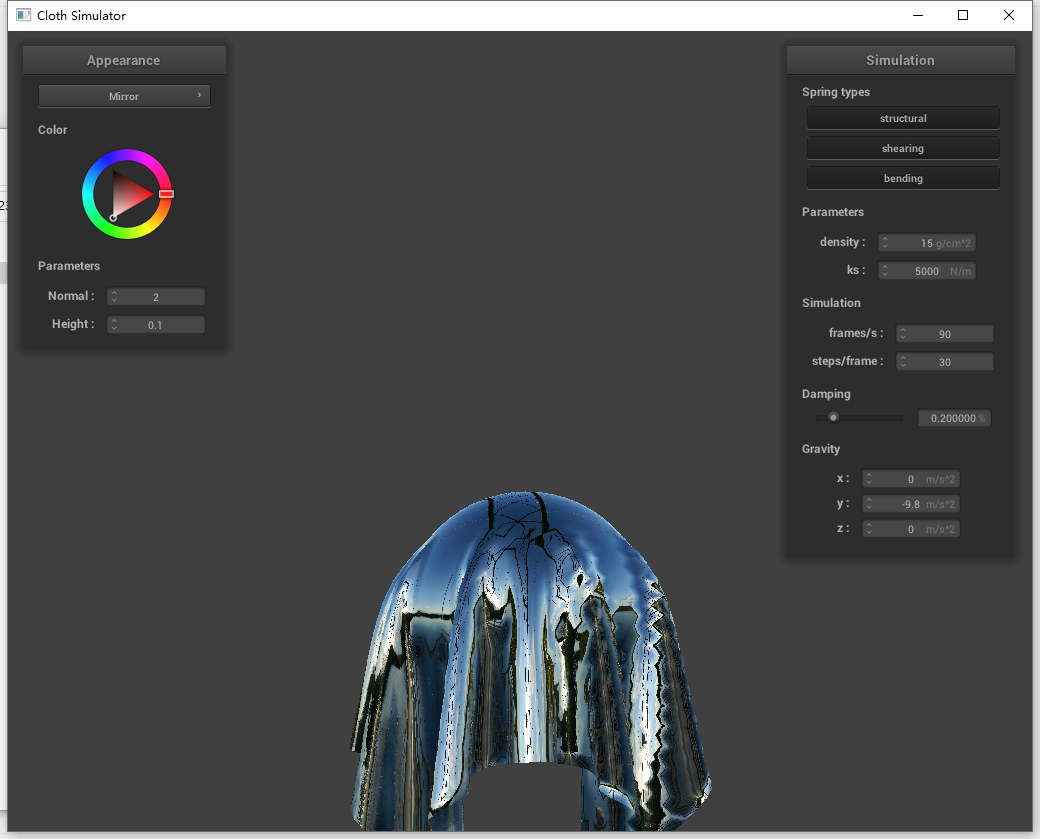 Cloth Simulator
Appearance
Mirror
Color
Parameters
Normal : 2
Height : 0.1
Simulation
Spring types
structural
shearing
bending
Parameters
density : 15 g/cm^2
ks : 5000 N/m
Simulation
frames/s : 90
steps/frame : 30
Damping
0.200000 %
Gravity
x : 0 m/s^2
y : -9.8 m/s^2
z : 0 m/s^2